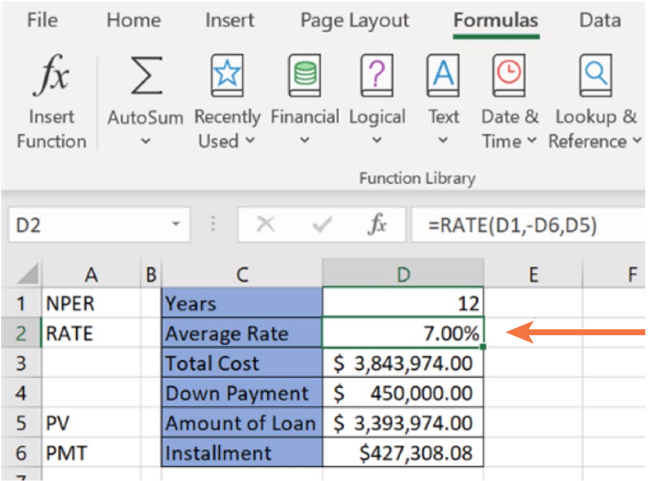 File Home Insert Page Layout Formulas Data
fx
Insert Function AutoSum Recently Used Financial Logical Text Date & Time Lookup & Reference
Function Library
D2 fx =RATE(D1,-D6,D5)
A B C D E F
1 NPER Years 12
2 RATE Average Rate 7.00%
3 Total Cost $ 3,843,974.00
4 Down Payment $ 450,000.00
5 PV Amount of Loan $ 3,393,974.00
6 PMT Installment $427,308.08